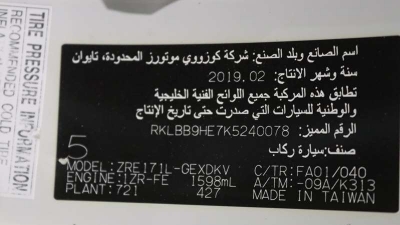 TIRE PRESSURE INFORMATION
RECOMMENDED COLD TIRE
اسم الصانع وبلد الصنع: شركة كوزووي موتورز المحدودة، تايوان
سنة وشهر الانتاج: 2019.02
تطابق هذه المركبة جميع اللوائح الفنية الخليجية
والوطنية للسيارات التي صدرت حتى تاريخ الإنتاج
الرقم المميز: RKLBB9HE7K5240078
صنف: سيارة ركاب
5
MODEL: ZRE171L-GEXDKV C/TR: FA01/040
ENGINE: 1ZR-FE 1598mL A/TM: -09A/K313
PLANT: 721 427 MADE IN TAIWAN